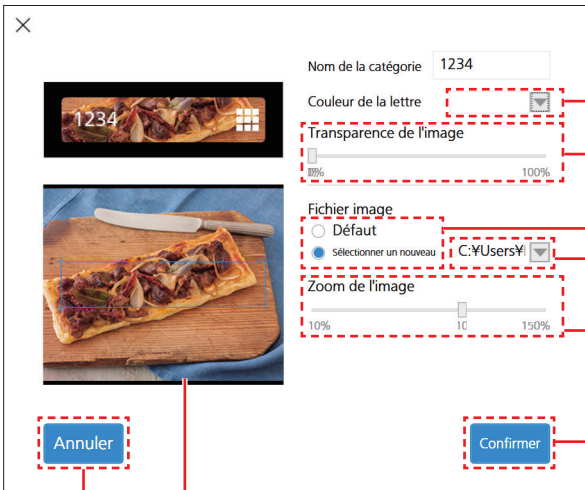 Nom de la catégorie 1234
Couleur de la lettre
1234
Transparence de l'image
100%
Fichier image
Défaut
Sélectionner un nouveau C:¥Users¥
Zoom de l'image
10% 10 150%
Annuler
Confirmer